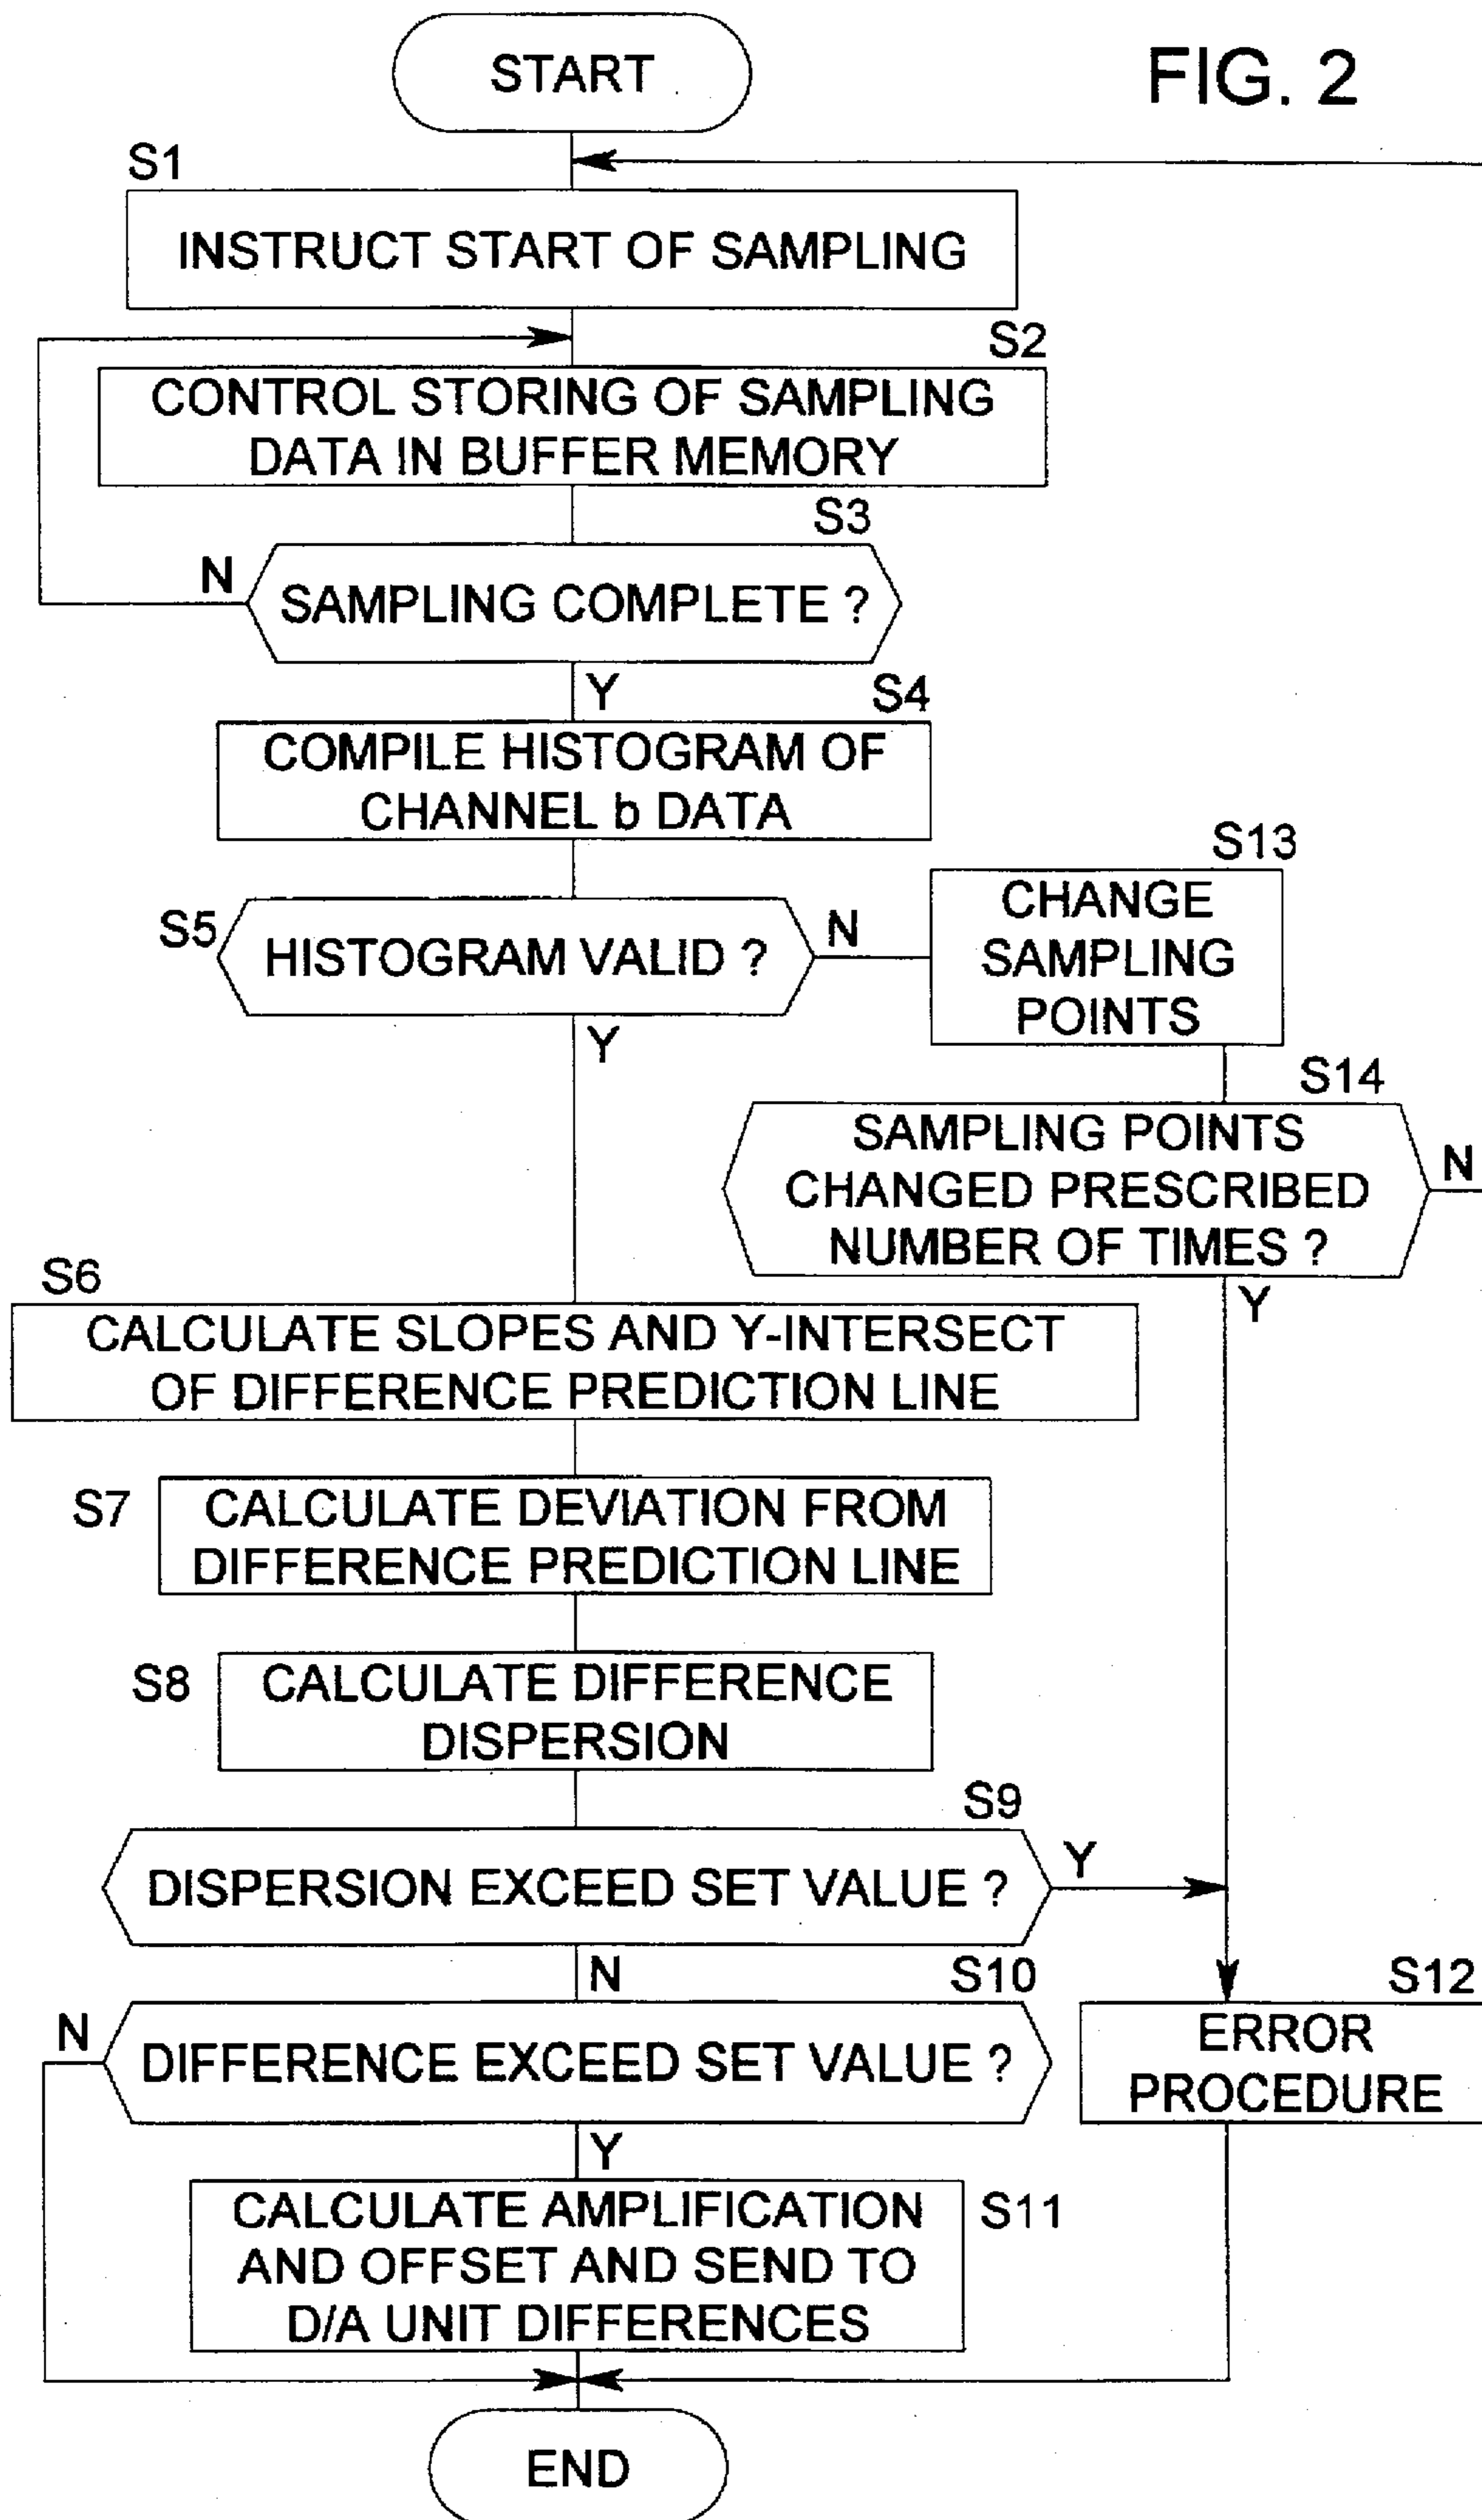 START
FIG. 2
S1
INSTRUCT START OF SAMPLING
S2
CONTROL STORING OF SAMPLING
DATA IN BUFFER MEMORY
S3
N
SAMPLING COMPLETE ?
Y
S4
COMPILE HISTOGRAM OF
CHANNEL b DATA
S13
CHANGE
SAMPLING
POINTS
S5
HISTOGRAM VALID ?
N
Y
S14
SAMPLING POINTS
CHANGED PRESCRIBED
NUMBER OF TIMES ?
N
Y
S6
CALCULATE SLOPES AND Y-INTERSECT
OF DIFFERENCE PREDICTION LINE
S7
CALCULATE DEVIATION FROM
DIFFERENCE PREDICTION LINE
S8
CALCULATE DIFFERENCE
DISPERSION
S9
DISPERSION EXCEED SET VALUE ?
Y
N
S10
S12
N
DIFFERENCE EXCEED SET VALUE ?
ERROR
PROCEDURE
Y
CALCULATE AMPLIFICATION
AND OFFSET AND SEND TO
D/A UNIT DIFFERENCES
S11
END